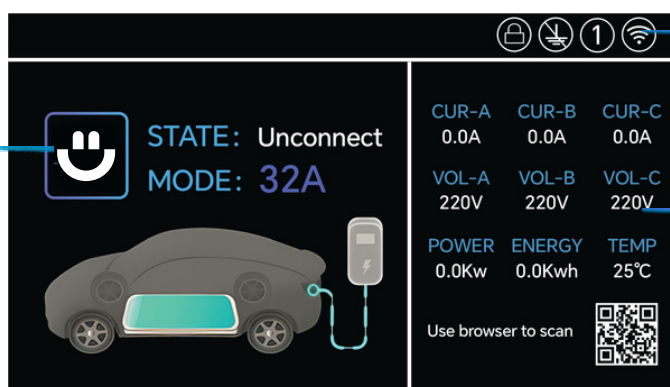 1
STATE: Unconnect
MODE: 32A
CUR-A CUR-B CUR-C
0.0A 0.0A 0.0A
VOL-A VOL-B VOL-C
220V 220V 220V
POWER ENERGY TEMP
0.0Kw 0.0Kwh 25℃
Use browser to scan